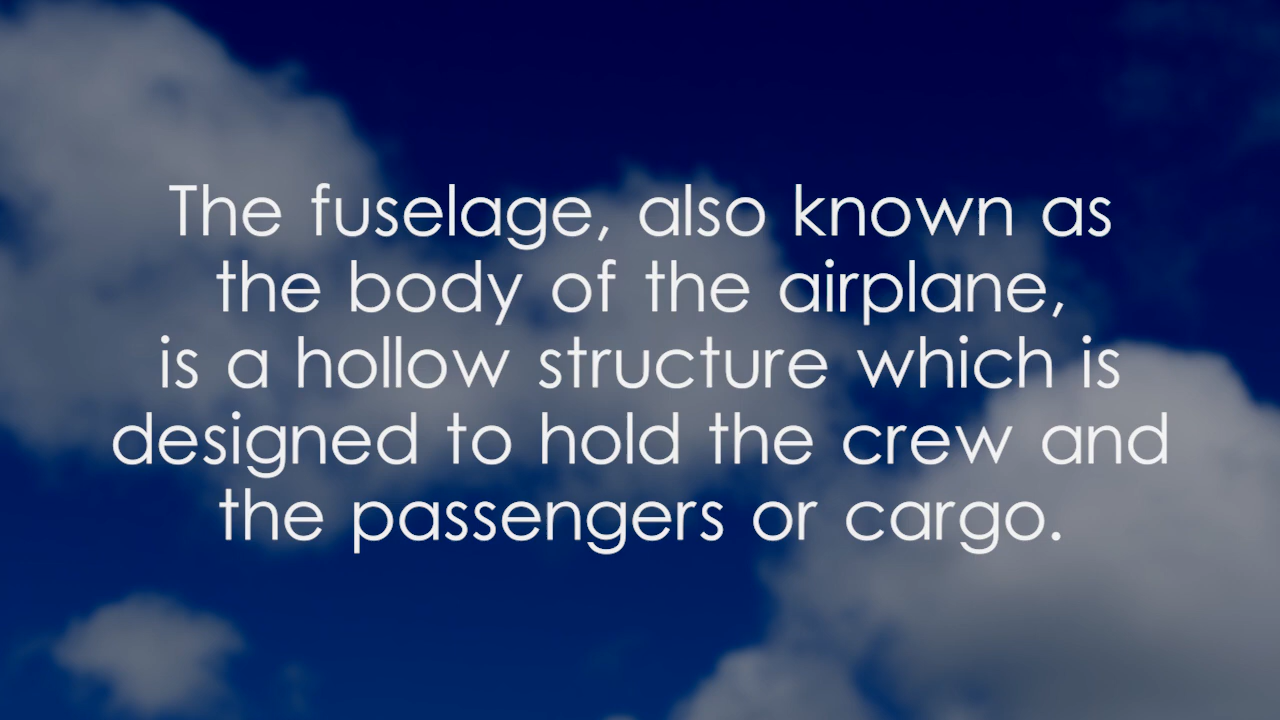 The fuselage, also known as
the body of the airplane,
is a hollow structure which is
designed to hold the crew and
the passengers or cargo.